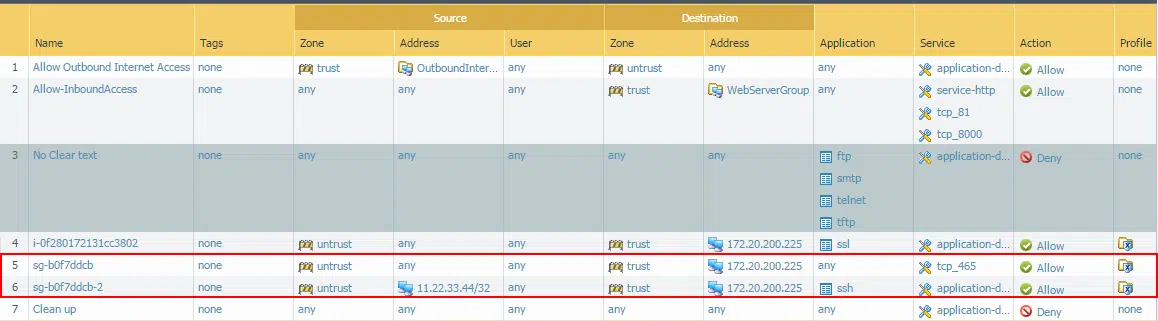 Source Destination
Name Tags Zone Address User Zone Address Application Service Action Profile
1 Allow Outbound Internet Access none trust OutboundInter... any untrust any any application-d... Allow none
2 Allow-InboundAccess none any any any trust WebServerGroup any service-http Allow none
tcp_81
tcp_8000
3 No Clear text none any any any any any ftp application-d... Deny none
smtp
telnet
tftp
4 i-0f280172131cc3802 none untrust any any trust 172.20.200.225 ssl application-d... Allow
5 sg-b0f7ddcb none untrust any any trust 172.20.200.225 any tcp_465 Allow
6 sg-b0f7ddcb-2 none untrust 11.22.33.44/32 any trust 172.20.200.225 ssh application-d... Allow
7 Clean up none any any any any any any application-d... Deny none